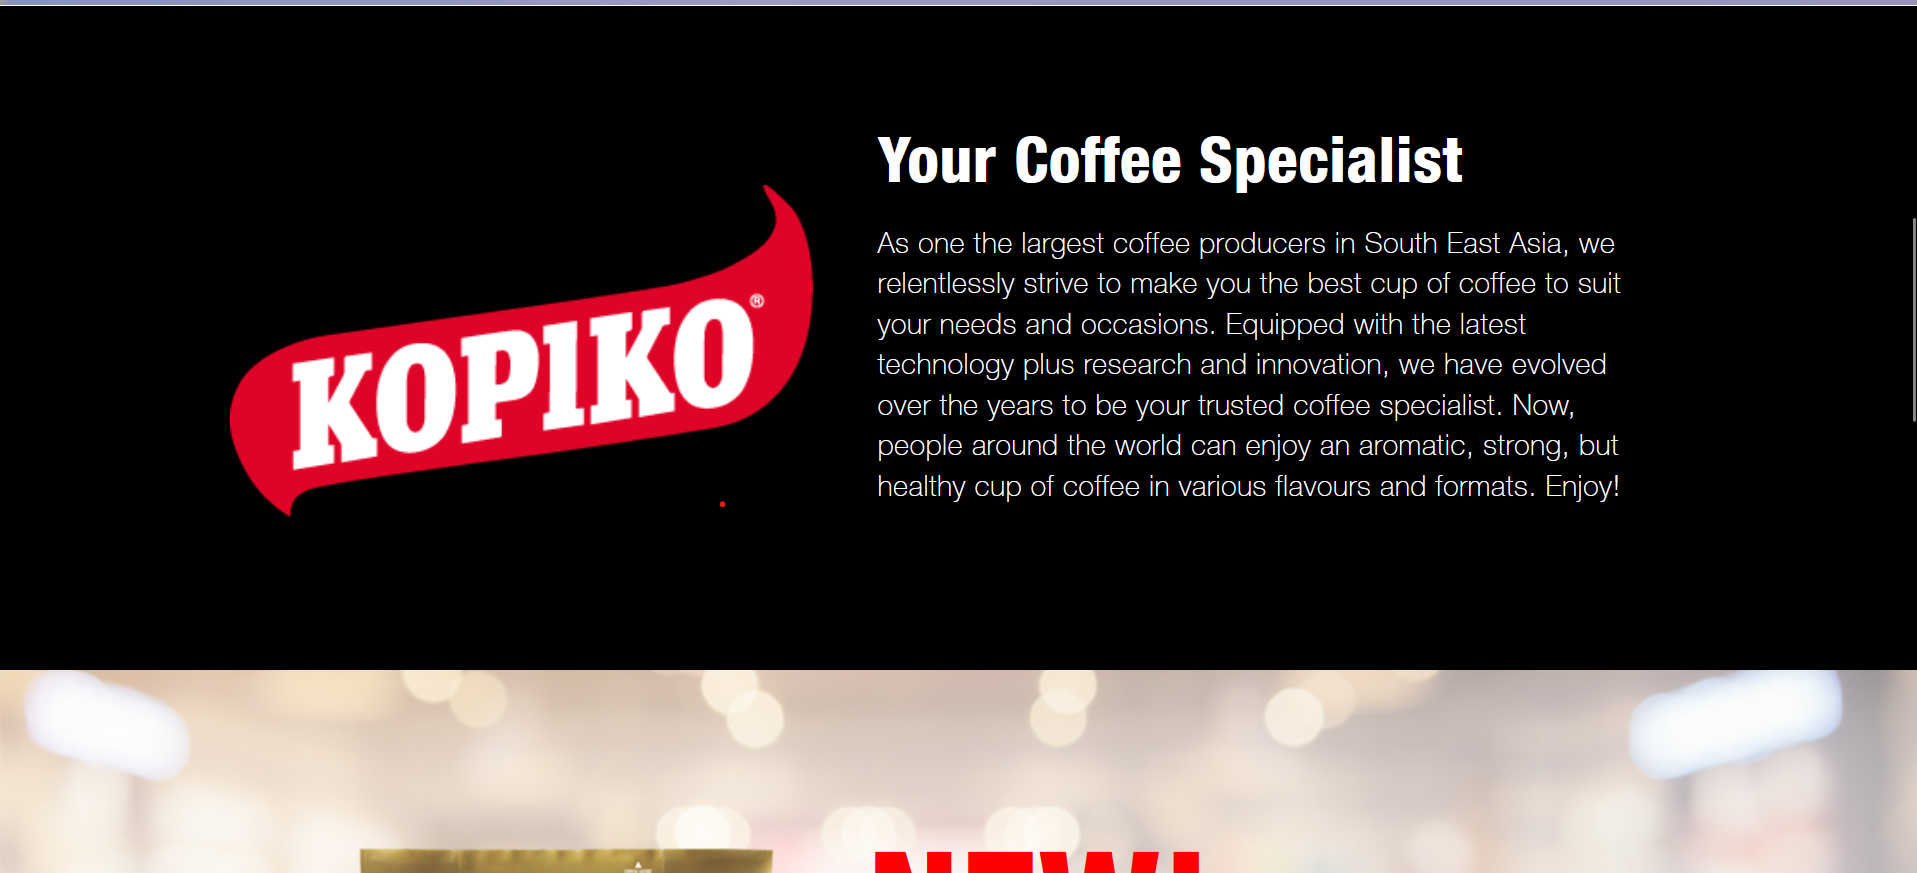 Your Coffee Specialist
KOPIKO®
As one the largest coffee producers in South East Asia, we
relentlessly strive to make you the best cup of coffee to suit
your needs and occasions. Equipped with the latest
technology plus research and innovation, we have evolved
over the years to be your trusted coffee specialist. Now,
people around the world can enjoy an aromatic, strong, but
healthy cup of coffee in various flavours and formats. Enjoy!
NEW!